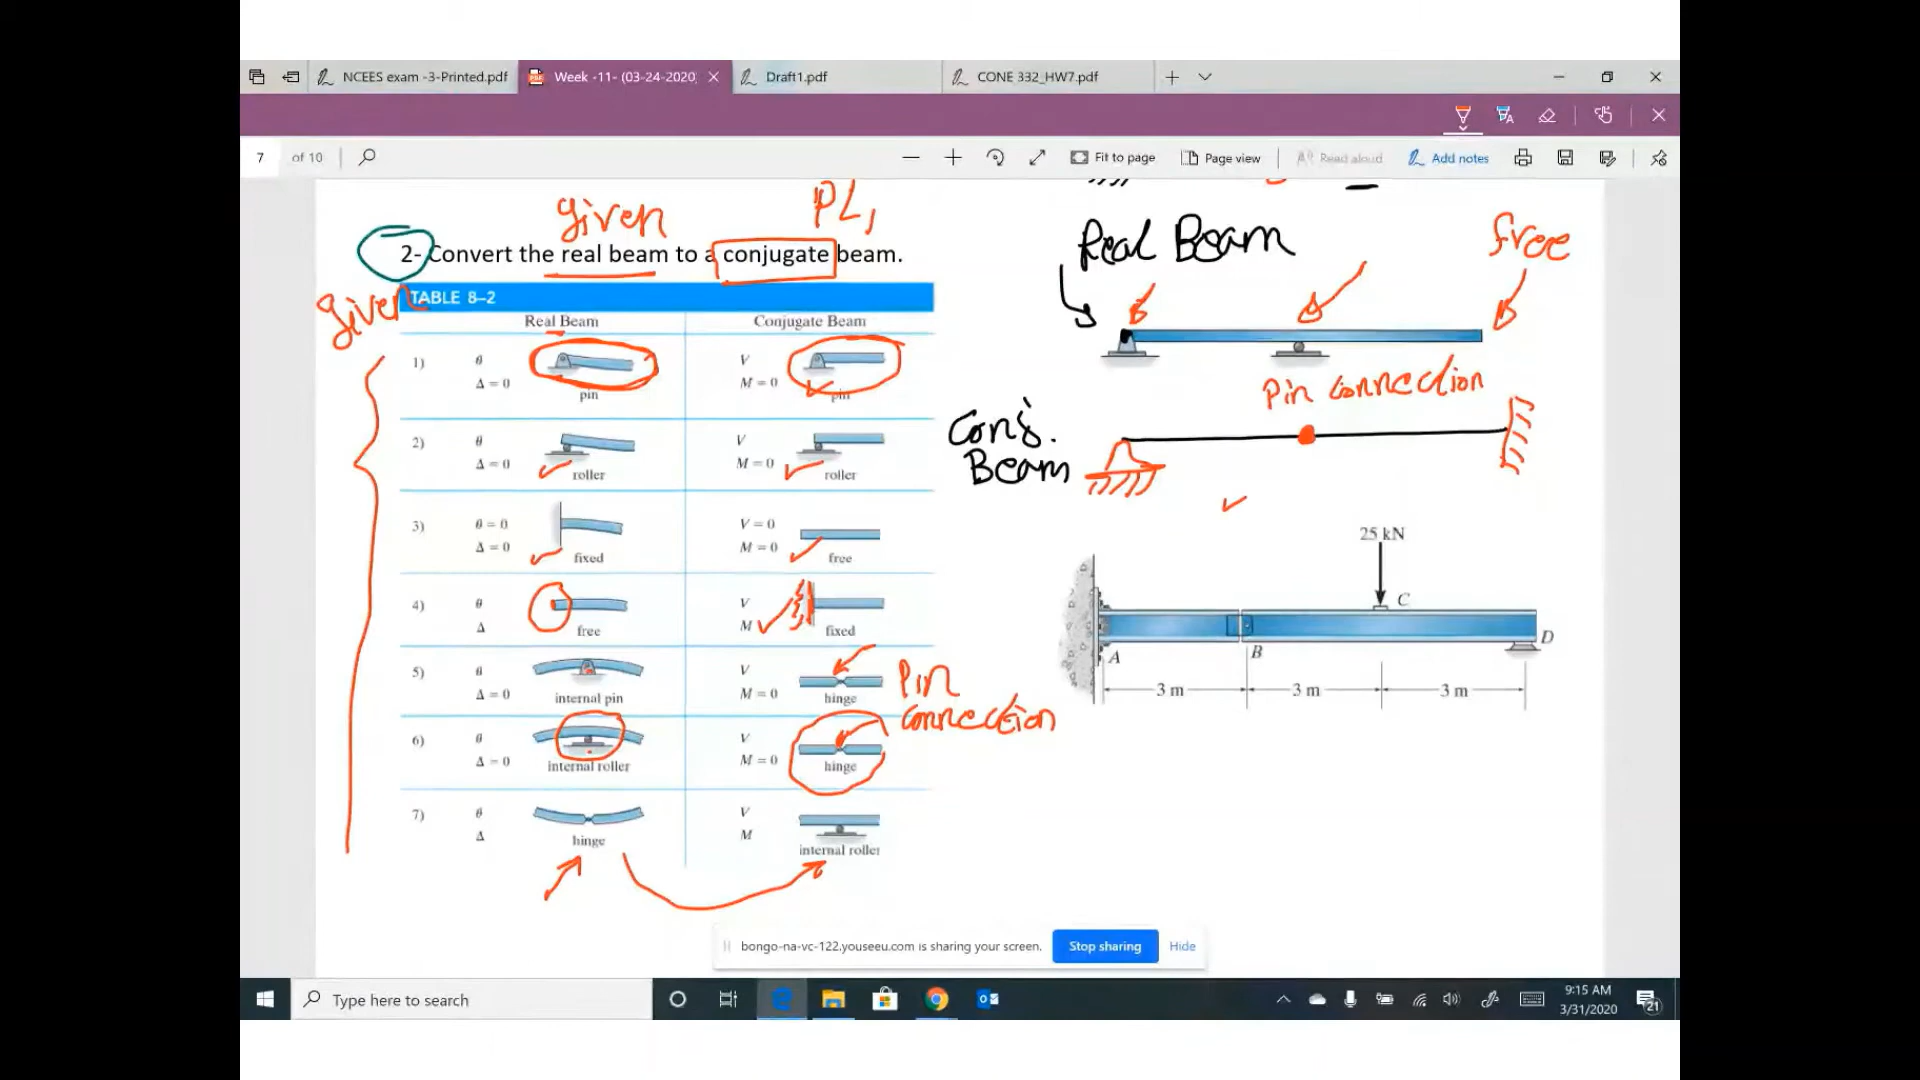 NCEES exam -3-Printed.pdf
Week -11- (03-24-2020)
Draft1.pdf
CONE 332_HW7.pdf
7 of 10
Fit to page
Page view
Read aloud
Add notes
given
PL,
2- Convert the real beam to a conjugate beam.
given
TABLE 8–2
Real Beam
Conjugate Beam
1) θ
Δ = 0
pin
V
M = 0
pin
2) θ
Δ = 0
roller
V
M = 0
roller
3) θ = 0
Δ = 0
fixed
V = 0
M = 0
free
4) θ
Δ
free
V
M
fixed
5) θ
Δ = 0
internal pin
V
M = 0
hinge
Pin
connection
6) θ
Δ = 0
internal roller
V
M = 0
hinge
7) θ
Δ
hinge
V
M
internal roller
Real Beam
free
Pin connection
Conj.
Beam
25 kN
C
D
A
B
3 m
3 m
3 m
bongo-na-vc-122.youseeu.com is sharing your screen.
Stop sharing
Hide
Type here to search
9:15 AM
3/31/2020
21